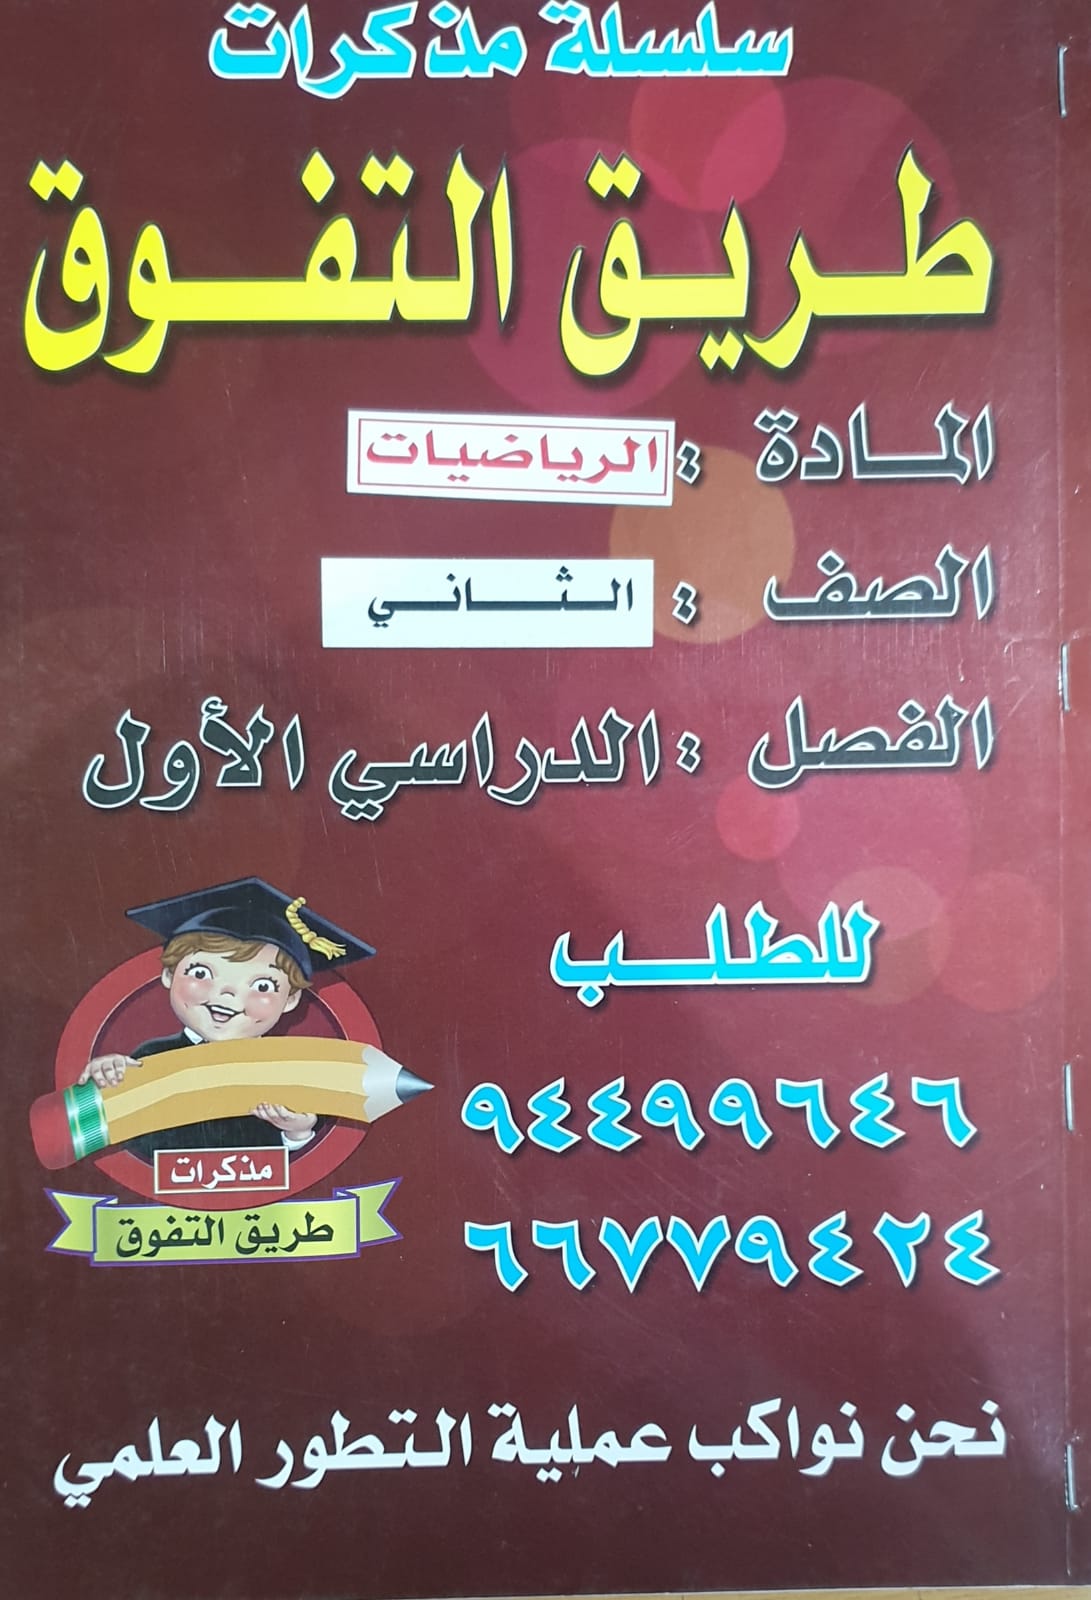 سلسلة مذكرات
طريق التفوق
المادة : الرياضيات
الصف : الثاني
الفصل : الدراسي الأول
للطلب
٩٤٤٩٩٦٤٦
٦٦٧٧٩٤٢٤
مذكرات
طريق التفوق
نحن نواكب عملية التطور العلمي